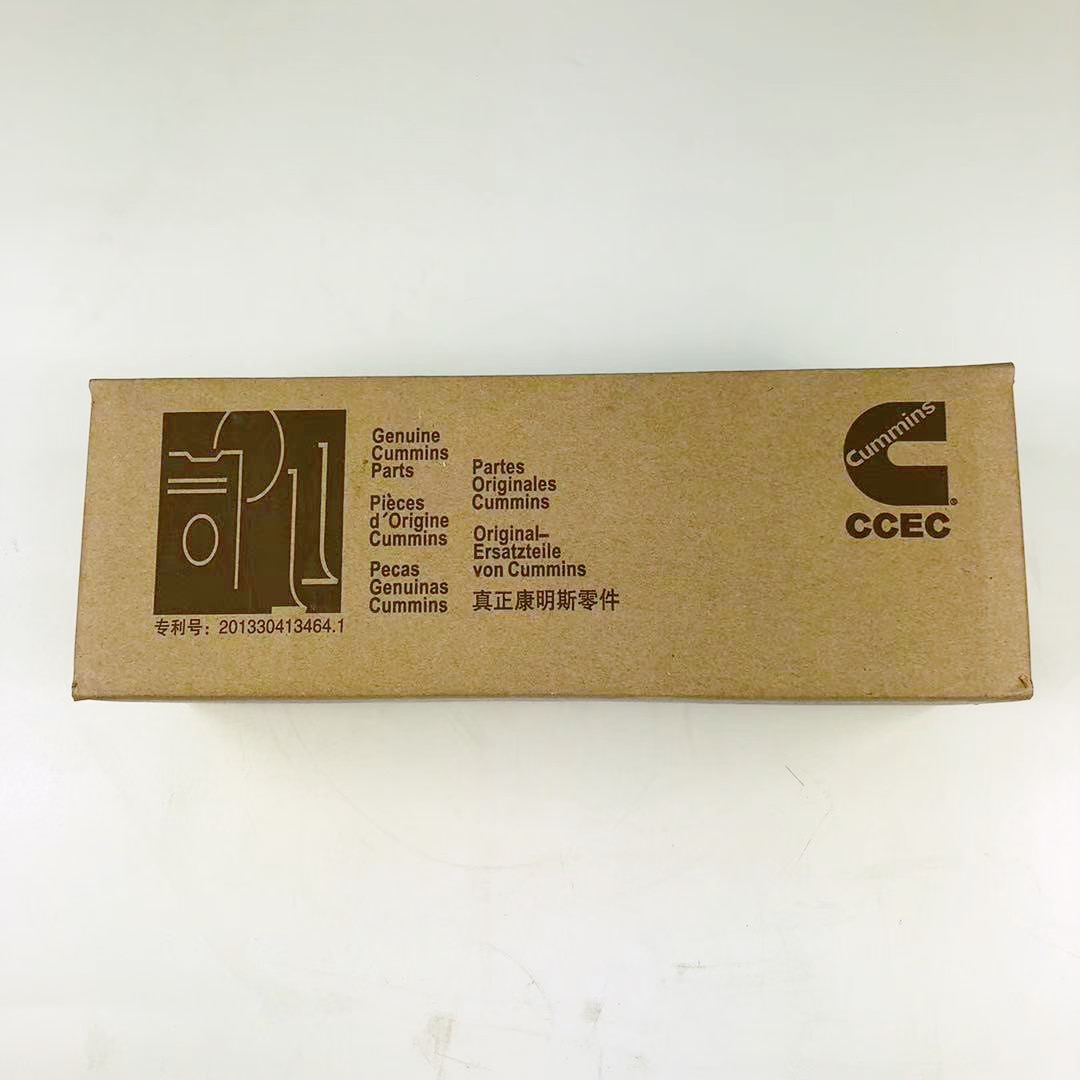 Genuine
Cummins
Parts
Pièces
d'Origine
Cummins
Pecas
Genuinas
Cummins
Partes
Originales
Cummins
Original–
Ersatzteile
von Cummins
真正康明斯零件
专利号：201330413464.1
Cummins
®
CCEC